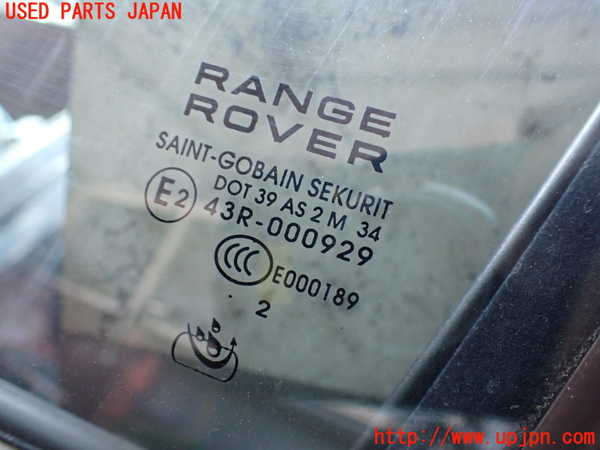 USED PARTS JAPAN
RANGE
ROVER
SAINT-GOBAIN SEKURIT
DOT 39 AS 2 M 34
E2 43R-000929
CCC E000189
. 2
http://www.upjpn.com/